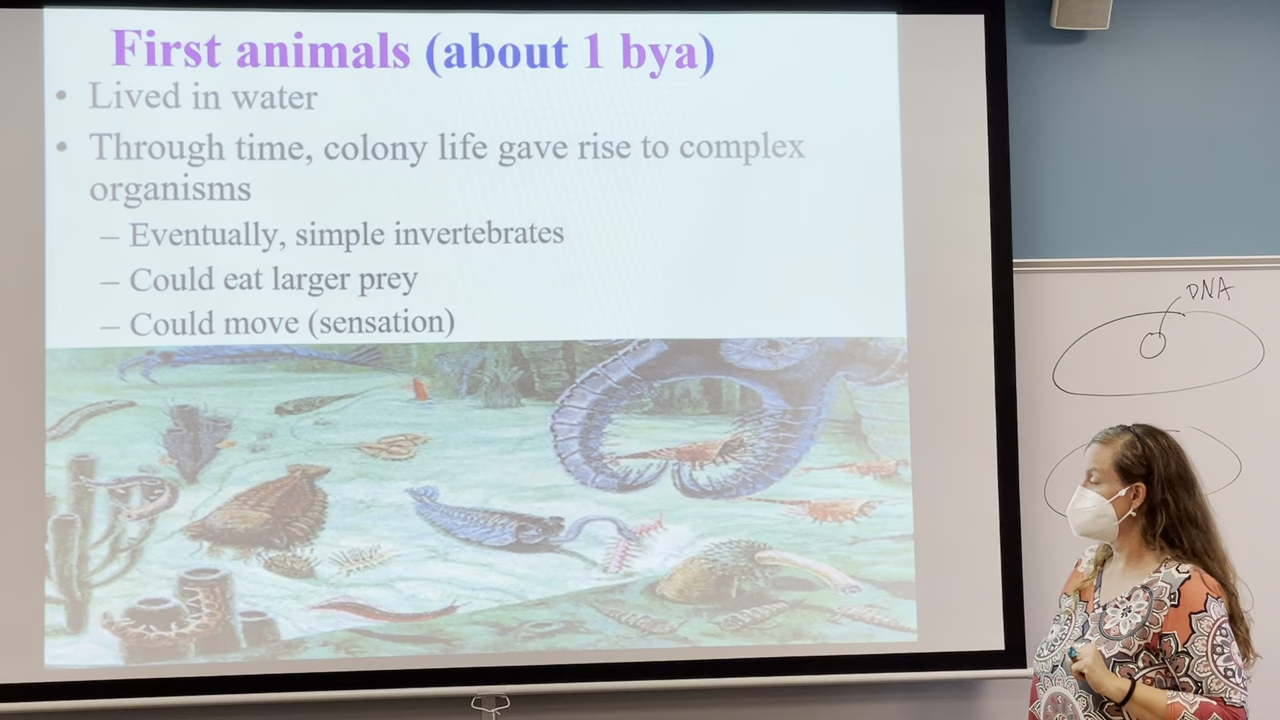 First animals (about 1 bya)
• Lived in water
• Through time, colony life gave rise to complex
organisms
– Eventually, simple invertebrates
– Could eat larger prey
– Could move (sensation)
DNA